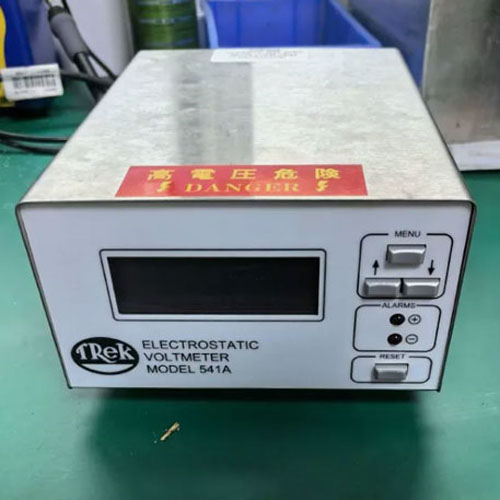 高電圧危険
DANGER
MENU
ALARMS
+
−
RESET
TREK
ELECTROSTATIC
VOLTMETER
MODEL 541A